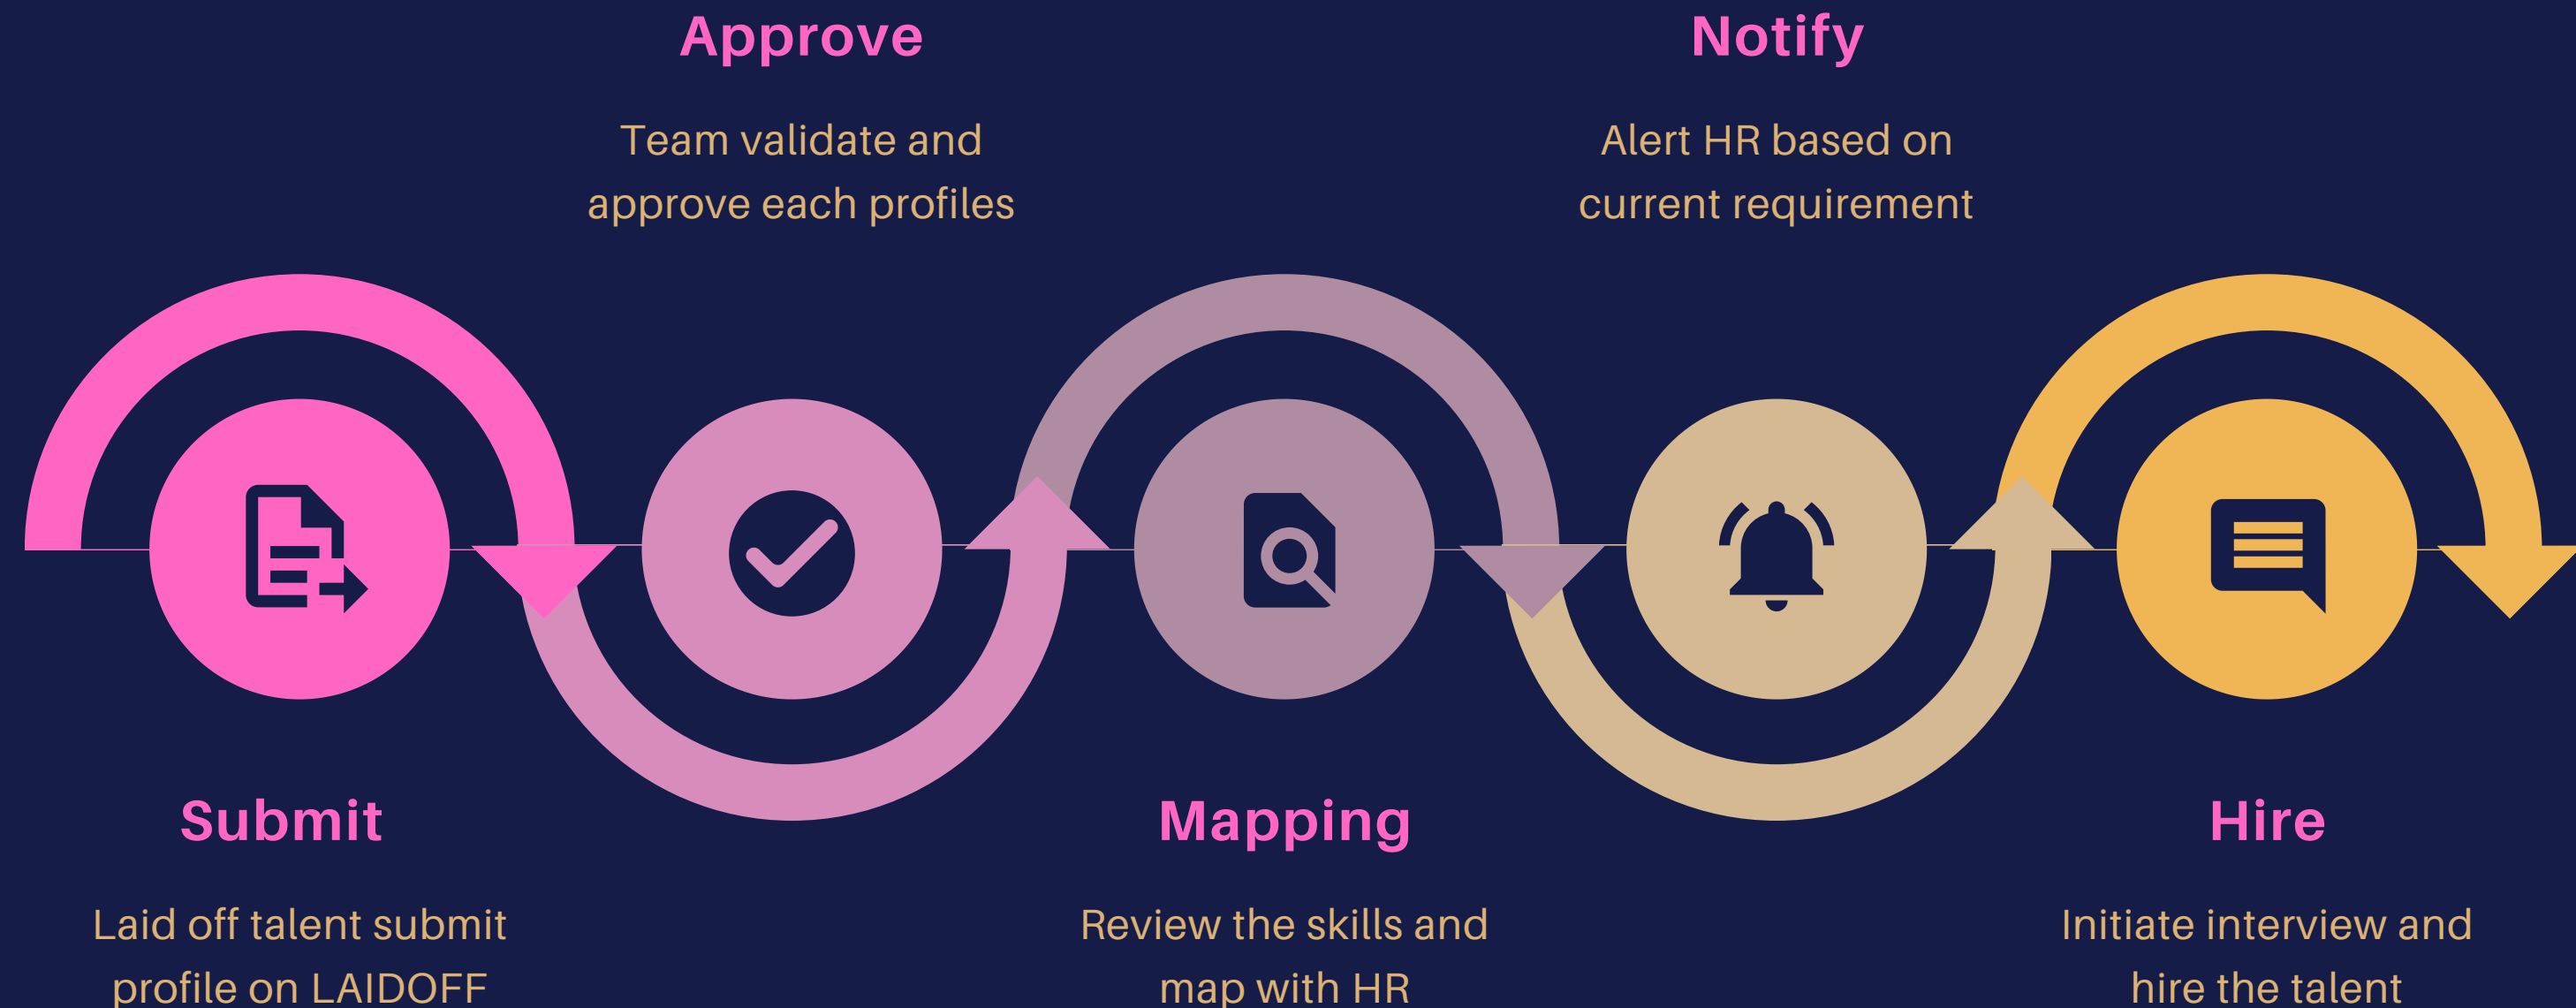 Submit
Laid off talent submit
profile on LAIDOFF
Approve
Team validate and
approve each profiles
Mapping
Review the skills and
map with HR
Notify
Alert HR based on
current requirement
Hire
Initiate interview and
hire the talent